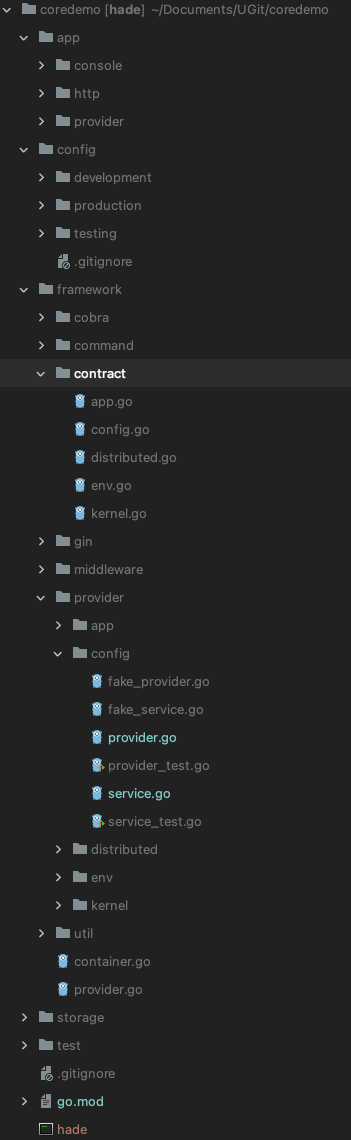 coredemo [hade] ~/Documents/UGit/coredemo
app
console
http
provider
config
development
production
testing
.gitignore
framework
cobra
command
contract
app.go
config.go
distributed.go
env.go
kernel.go
gin
middleware
provider
app
config
fake_provider.go
fake_service.go
provider.go
provider_test.go
service.go
service_test.go
distributed
env
kernel
util
container.go
provider.go
storage
test
.gitignore
go.mod
hade